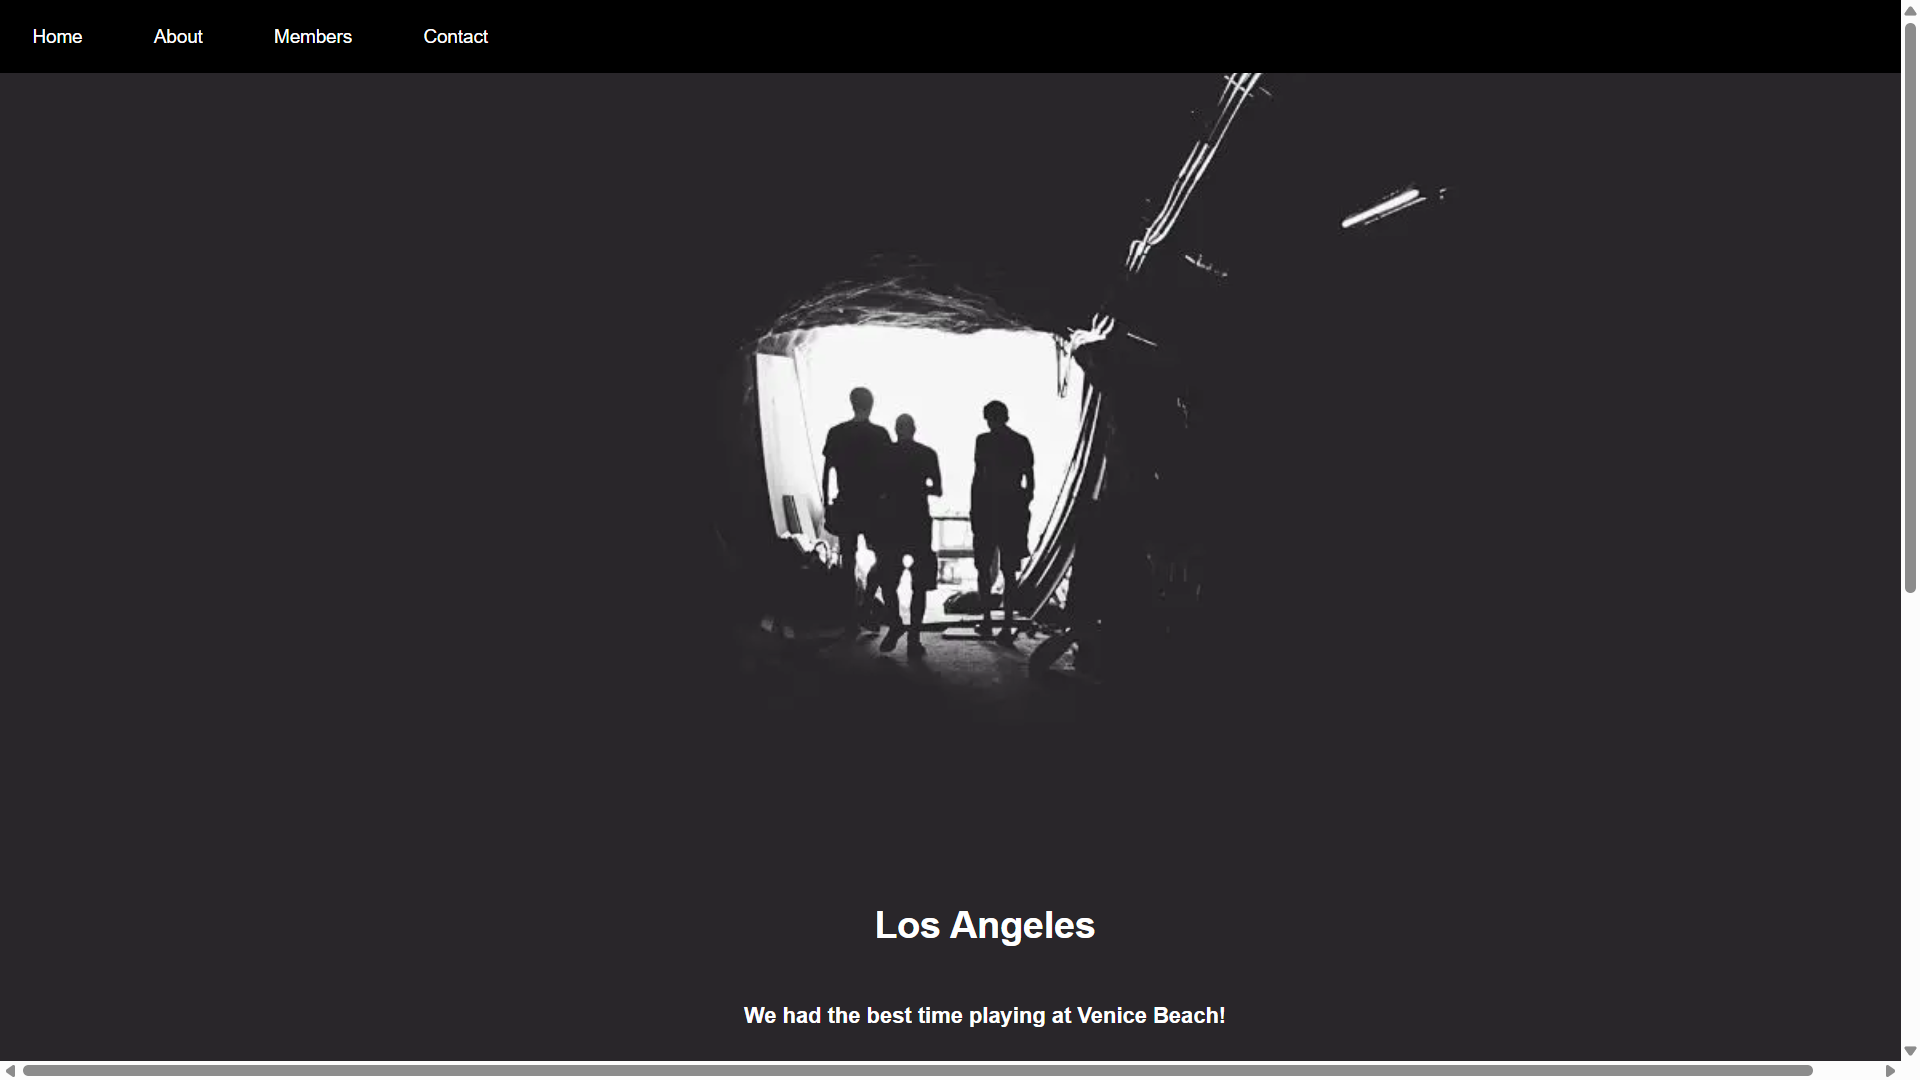 Home About Members Contact
Los Angeles
We had the best time playing at Venice Beach!